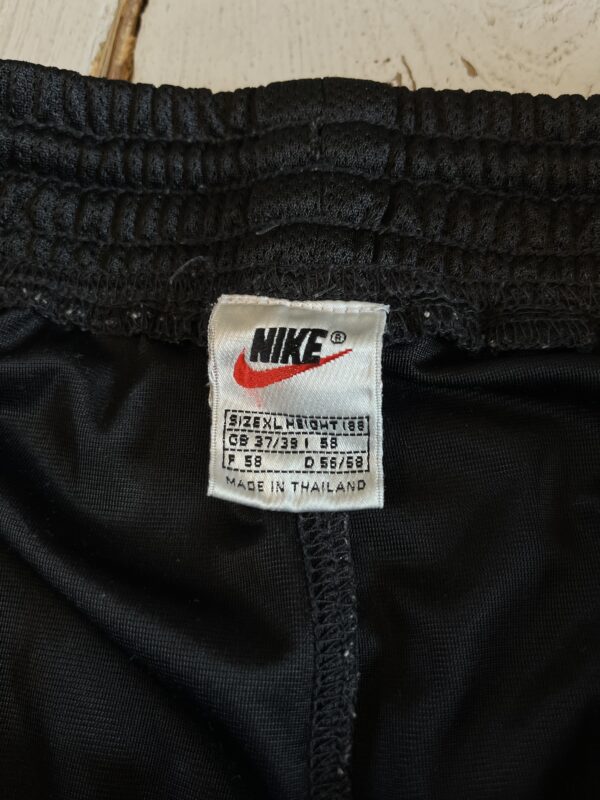 NIKE®
SIZE XL HEIGHT 188
GB 37/39 I 58
F 58 D 56/58
MADE IN THAILAND